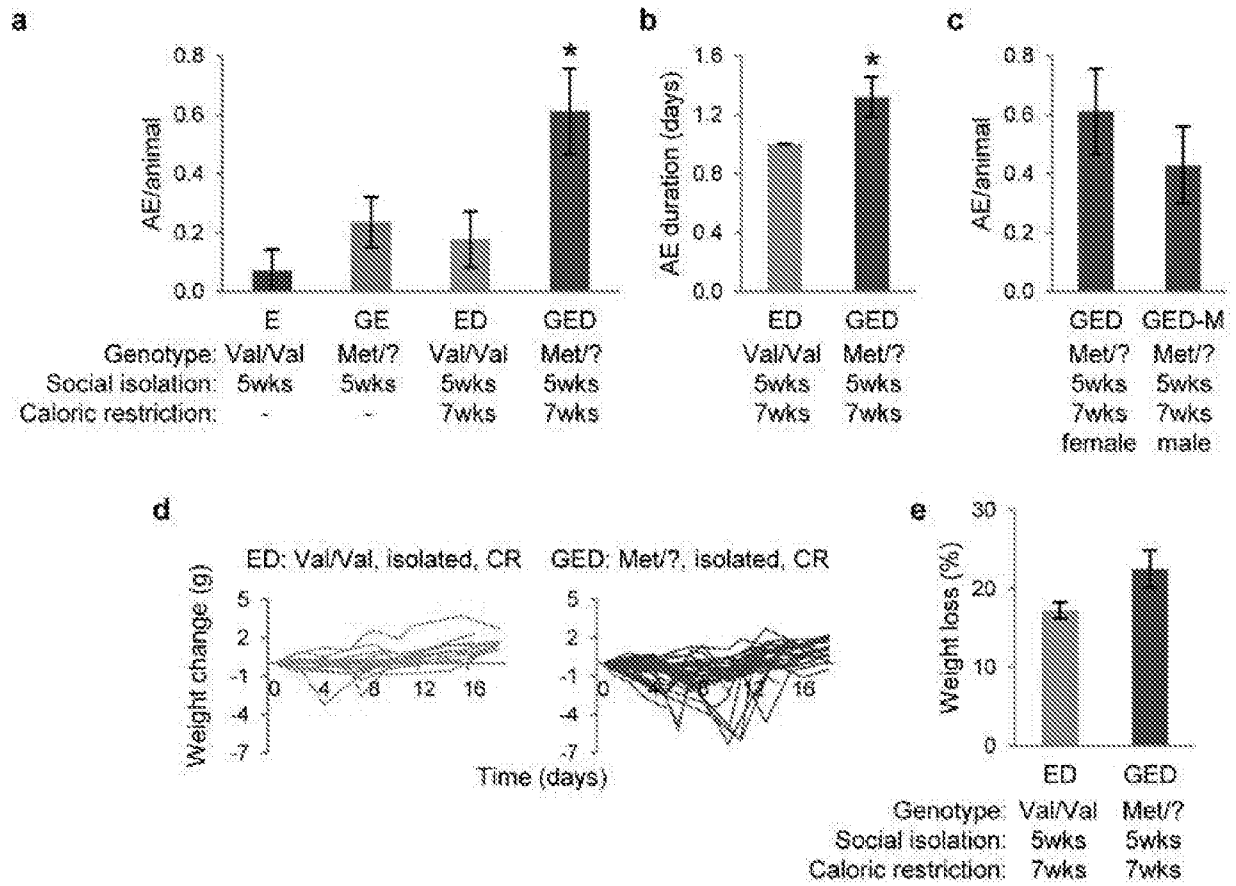 a
AE/animal
0.8
0.6
0.4
0.2
0.0
*
E GE ED GED
Genotype: Val/Val Met/? Val/Val Met/?
Social isolation: 5wks 5wks 5wks 5wks
Caloric restriction: - - 7wks 7wks
b
AE duration (days)
1.6
1.2
0.8
0.4
0.0
*
ED GED
Val/Val Met/?
5wks 5wks
7wks 7wks
c
AE/animal
0.8
0.6
0.4
0.2
0.0
GED GED-M
Met/? Met/?
5wks 5wks
7wks 7wks
female male
d
ED: Val/Val, isolated, CR GED: Met/?, isolated, CR
Weight change (g)
5
2
-1
-4
-7
0 4 8 12 16
5
2
-1
-4
-7
0 4 8 12 16
Time (days)
e
Weight loss (%)
30
20
10
0
ED GED
Genotype: Val/Val Met/?
Social isolation: 5wks 5wks
Caloric restriction: 7wks 7wks